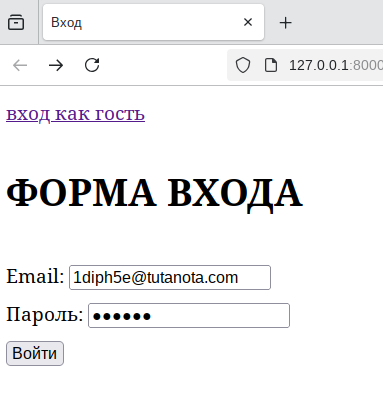 Вход
127.0.0.1:8000
вход как гость
ФОРМА ВХОДА
Email: 1diph5e@tutanota.com
Пароль: ●●●●●●
Войти